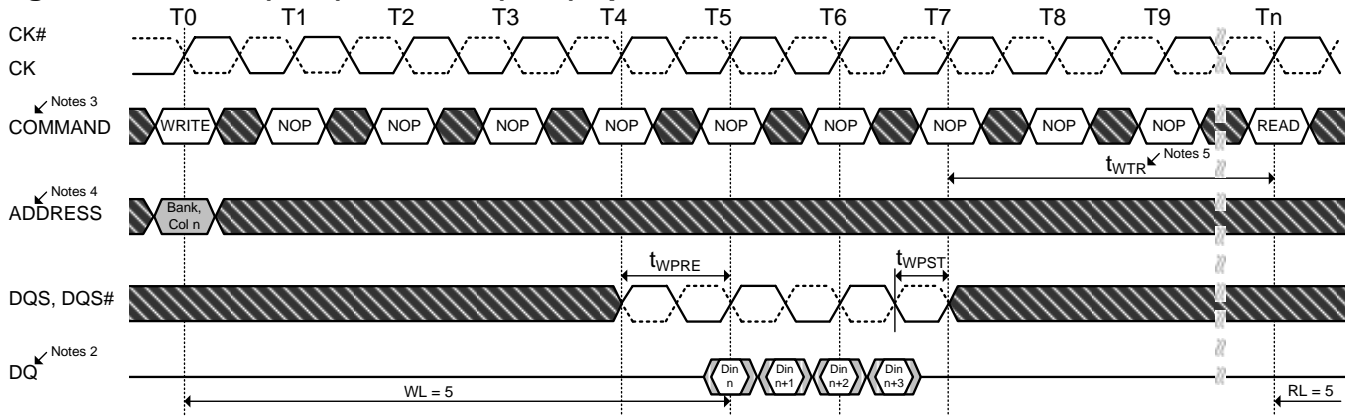 T0 T1 T2 T3 T4 T5 T6 T7 T8 T9 Tn
CK#
CK
Notes 3
COMMAND WRITE NOP NOP NOP NOP NOP NOP NOP NOP NOP READ
tWTR Notes 5
Notes 4
ADDRESS
Bank,
Col n
tWPRE tWPST
DQS, DQS#
Notes 2
DQ
Din
n
Din
n+1
Din
n+2
Din
n+3
WL = 5 RL = 5